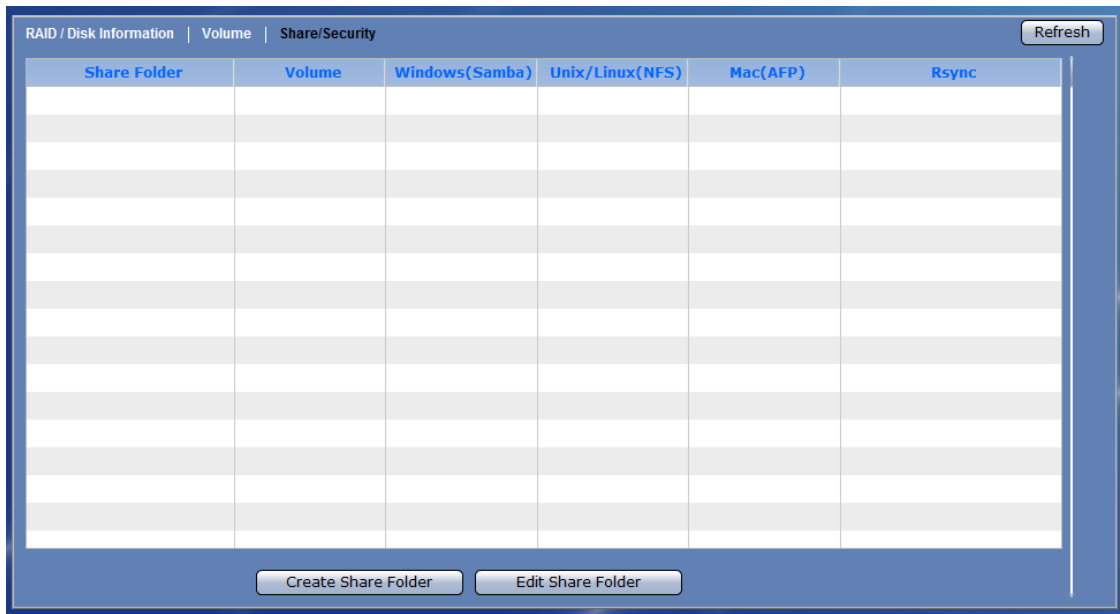 RAID / Disk Information | Volume | Share/Security Refresh
Share Folder Volume Windows(Samba) Unix/Linux(NFS) Mac(AFP) Rsync
Create Share Folder Edit Share Folder